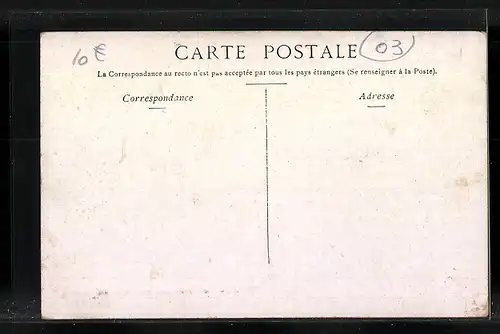 10€
CARTE POSTALE
03
La Correspondance au recto n'est pas acceptée par tous les pays étrangers (Se renseigner à la Poste).
Correspondance
Adresse